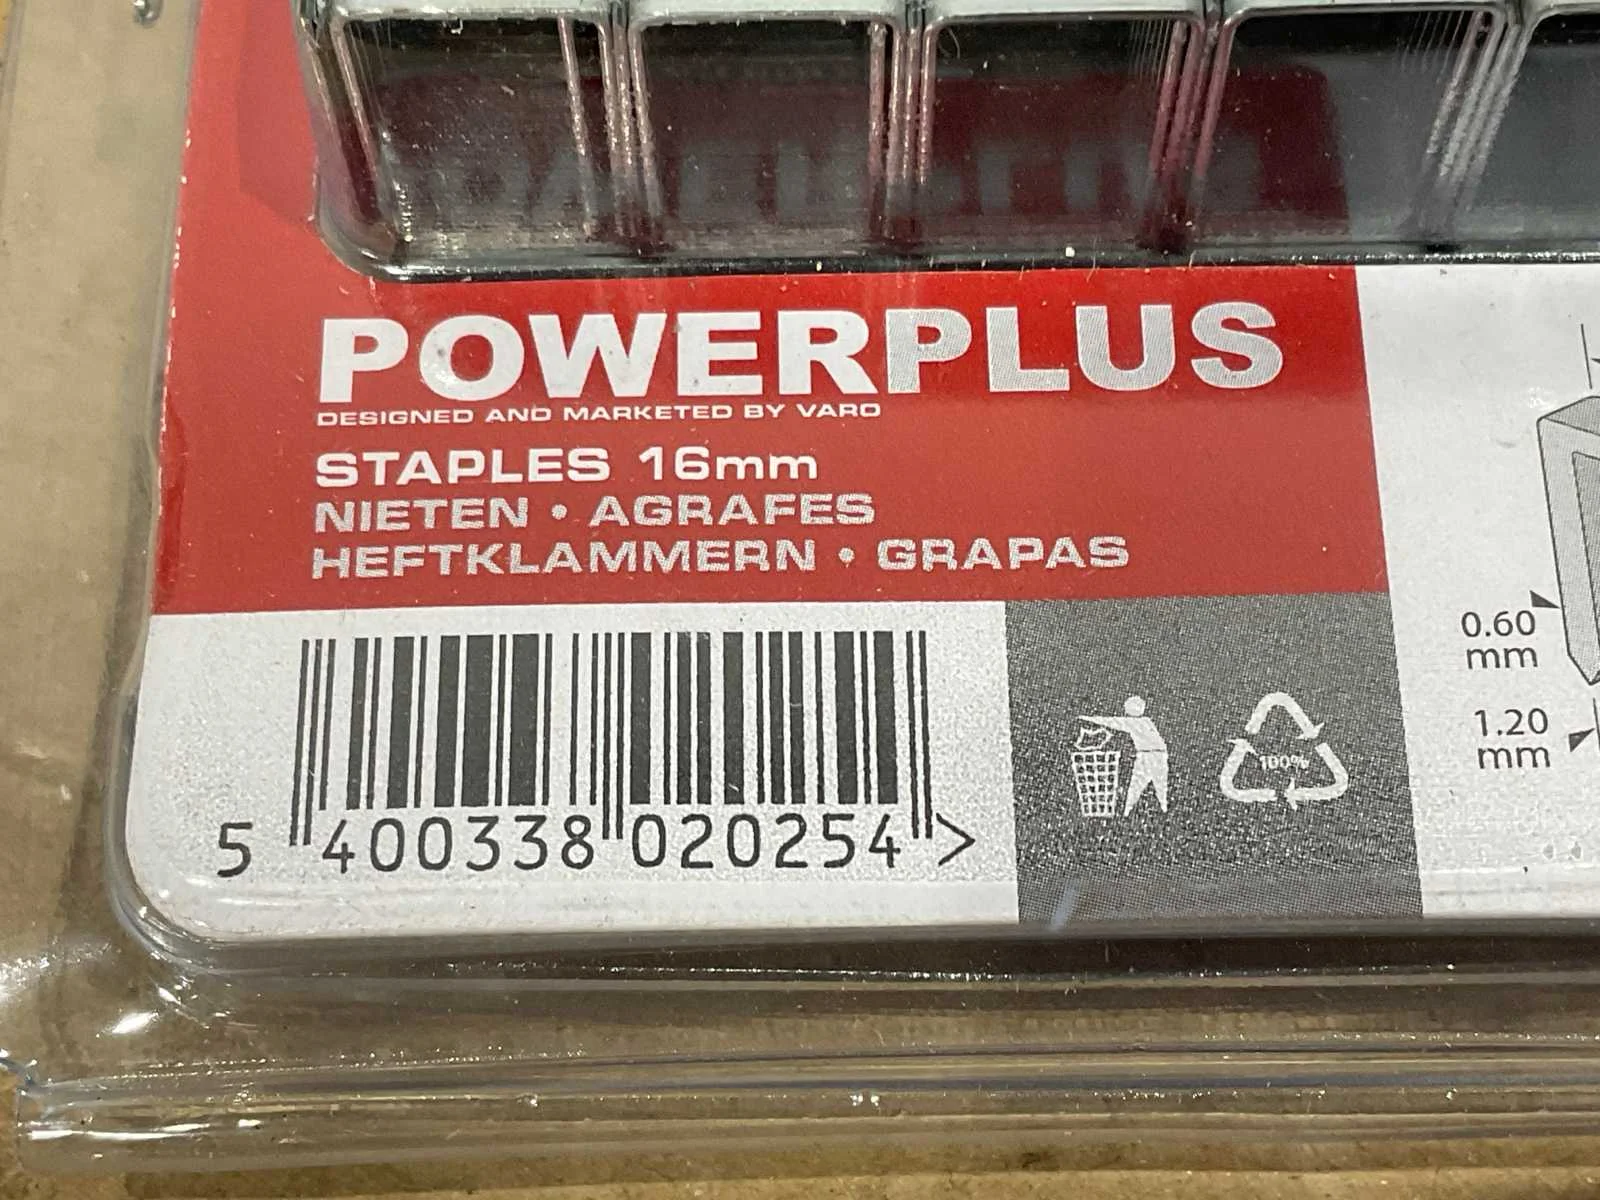 POWERPLUS
DESIGNED AND MARKETED BY VARO
STAPLES 16mm
NIETEN • AGRAFES
HEFTKLAMMERN • GRAPAS
0.60
mm
1.20
mm
100%
5 400338 020254 >